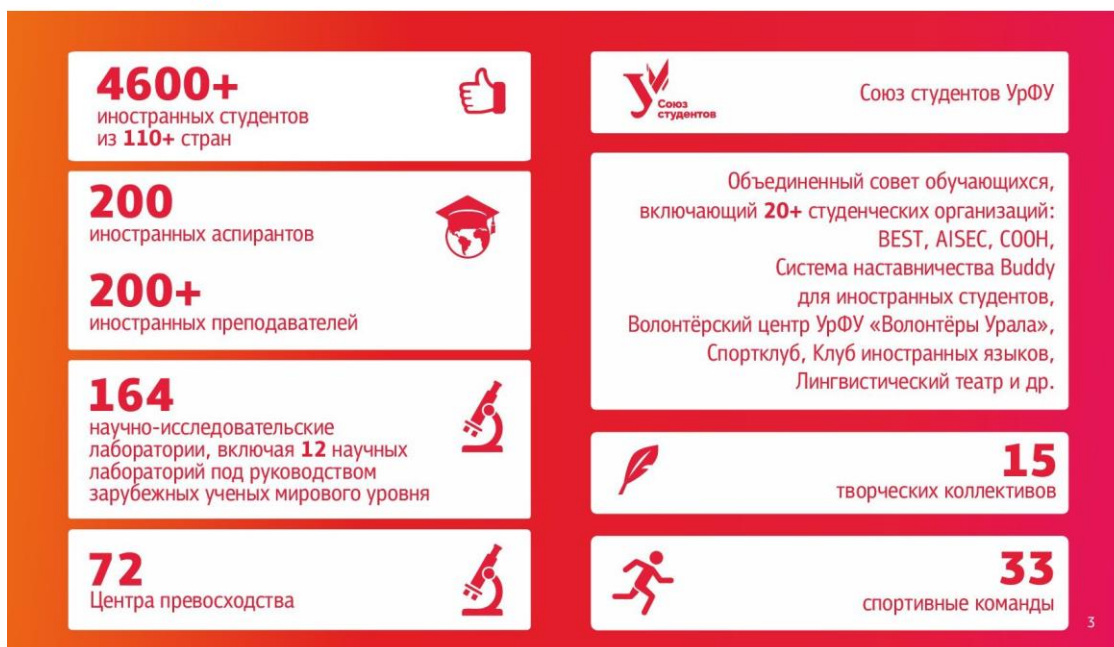 4600+
иностранных студентов
из 110+ стран
200
иностранных аспирантов
200+
иностранных преподавателей
164
научно-исследовательские
лаборатории, включая 12 научных
лабораторий под руководством
зарубежных ученых мирового уровня
72
Центра превосходства
У
Союз
студентов
Союз студентов УрФУ
Объединенный совет обучающихся,
включающий 20+ студенческих организаций:
BEST, AISEC, СООН,
Система наставничества Buddy
для иностранных студентов,
Волонтёрский центр УрФУ «Волонтёры Урала»,
Спортклуб, Клуб иностранных языков,
Лингвистический театр и др.
15
творческих коллективов
33
спортивные команды
3